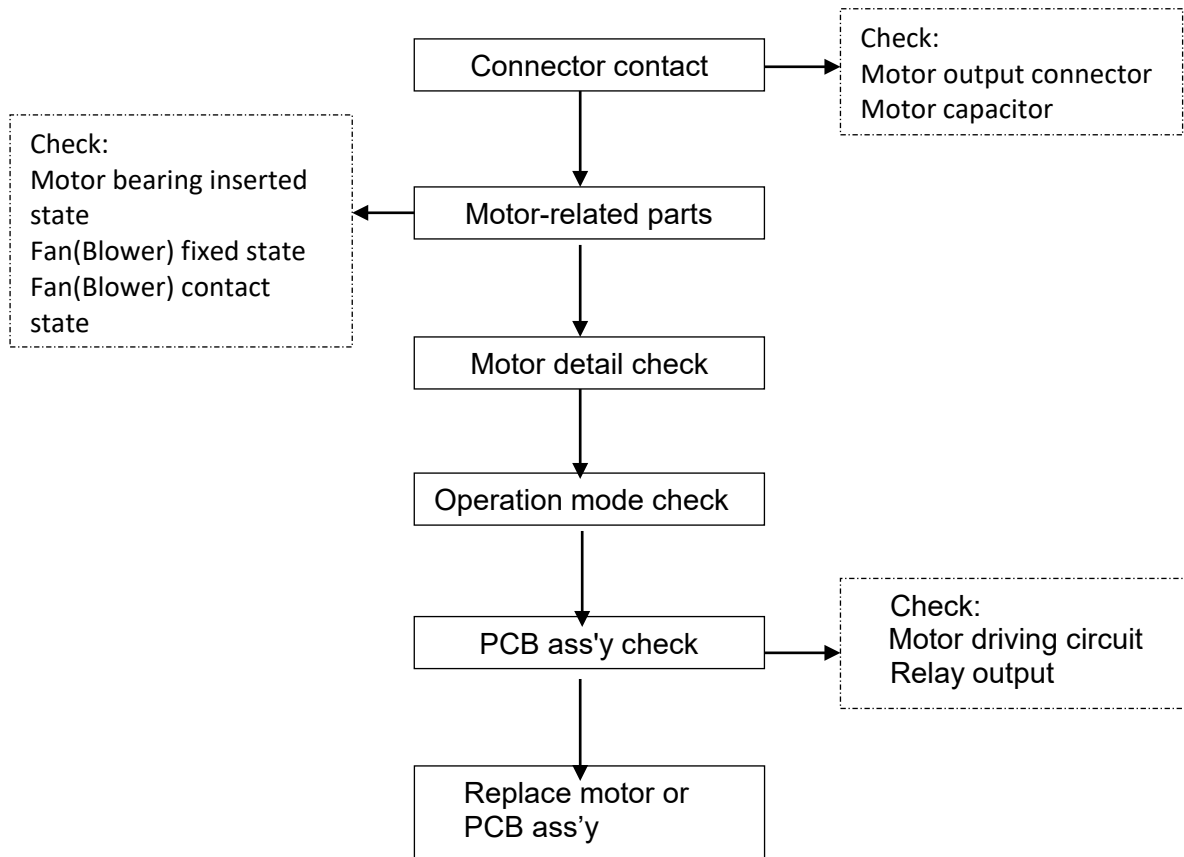 Connector contact
Check:
Motor output connector
Motor capacitor
Check:
Motor bearing inserted
state
Fan(Blower) fixed state
Fan(Blower) contact
state
Motor-related parts
Motor detail check
Operation mode check
PCB ass'y check
Check:
Motor driving circuit
Relay output
Replace motor or
PCB ass’y